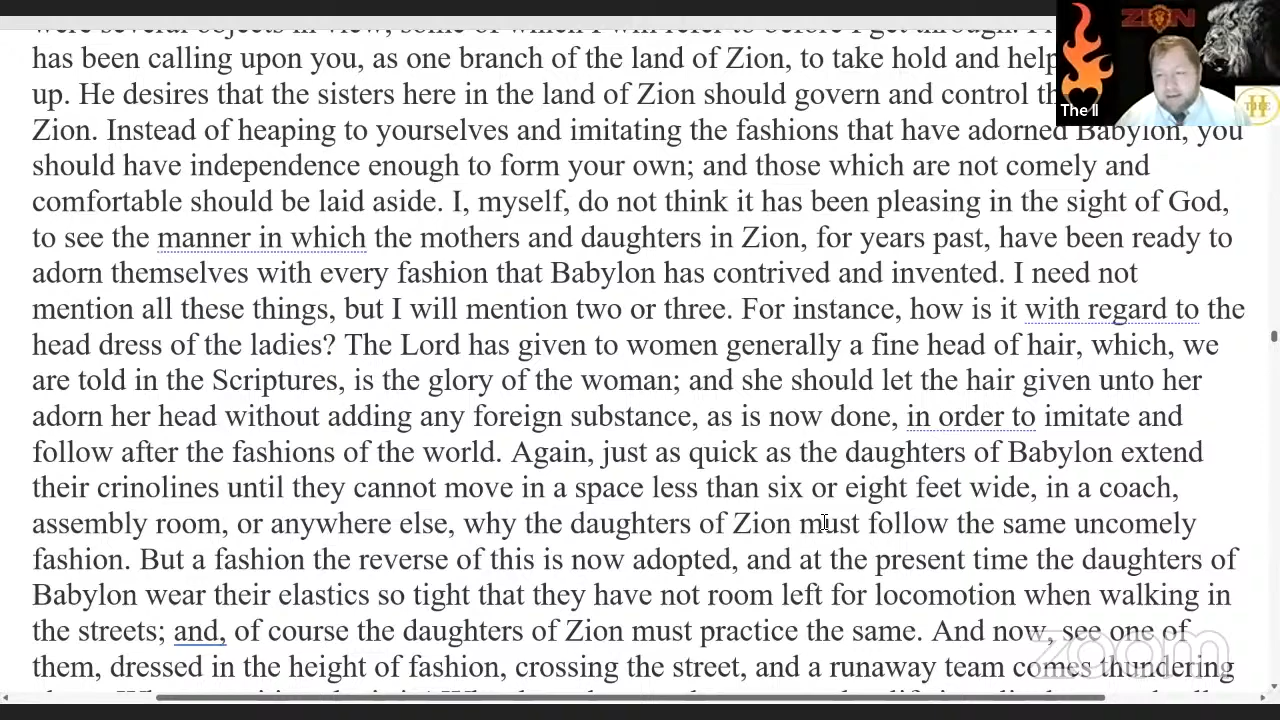 were several objects in view, some of which I will refer to before I get through.
has been calling upon you, as one branch of the land of Zion, to take hold and help
up. He desires that the sisters here in the land of Zion should govern and control
Zion. Instead of heaping to yourselves and imitating the fashions that have adorned Babylon, you
should have independence enough to form your own; and those which are not comely and
comfortable should be laid aside. I, myself, do not think it has been pleasing in the sight of God,
to see the manner in which the mothers and daughters in Zion, for years past, have been ready to
adorn themselves with every fashion that Babylon has contrived and invented. I need not
mention all these things, but I will mention two or three. For instance, how is it with regard to the
head dress of the ladies? The Lord has given to women generally a fine head of hair, which, we
are told in the Scriptures, is the glory of the woman; and she should let the hair given unto her
adorn her head without adding any foreign substance, as is now done, in order to imitate and
follow after the fashions of the world. Again, just as quick as the daughters of Babylon extend
their crinolines until they cannot move in a space less than six or eight feet wide, in a coach,
assembly room, or anywhere else, why the daughters of Zion must follow the same uncomely
fashion. But a fashion the reverse of this is now adopted, and at the present time the daughters of
Babylon wear their elastics so tight that they have not room left for locomotion when walking in
the streets; and, of course the daughters of Zion must practice the same. And now, see one of
them, dressed in the height of fashion, crossing the street, and a runaway team comes thundering
ZION
The II
zoom